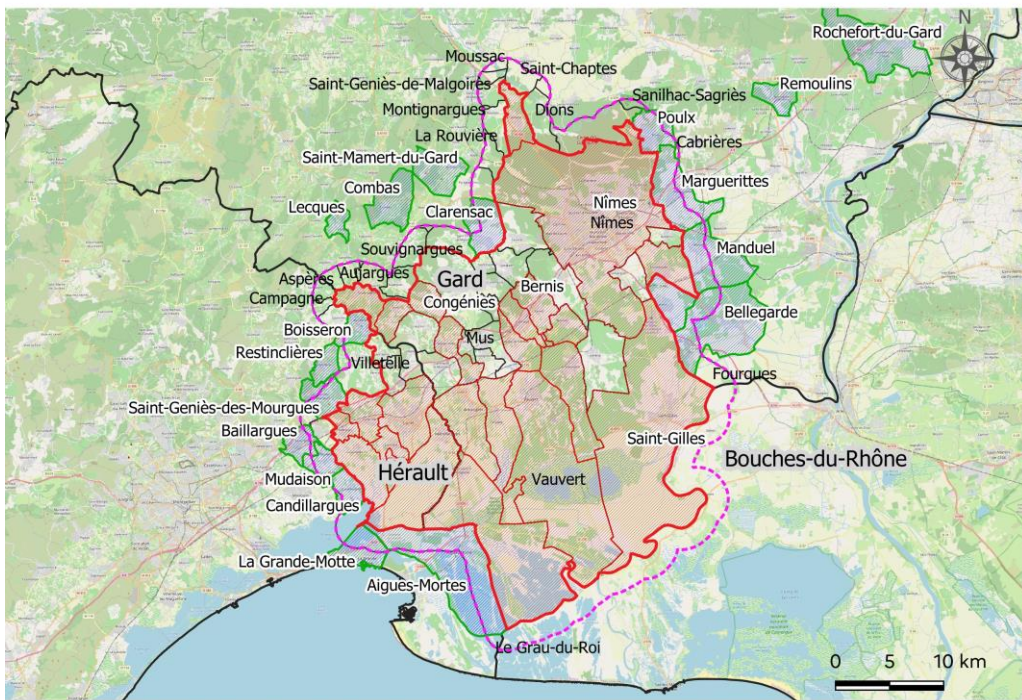 N
Rochefort-du-Gard
Moussac
Saint-Chaptes
Saint-Geniès-de-Malgoires
Remoulins
Montignargues
Dions
Sanilhac-Sagriès
Poulx
La Rouvière
Cabrières
Saint-Mamert-du-Gard
Marguerittes
Combas
Nîmes
Lecques
Clarensac
Nîmes
Manduel
Souvignargues
Aspères
Aujargues
Gard
Bernis
Campagne
Congéniès
Bellegarde
Boisseron
Mus
Restinclières
Villetelle
Fourques
Saint-Geniès-des-Mourgues
Baillargues
Saint-Gilles
Bouches-du-Rhône
Mudaison
Hérault
Vauvert
Candillargues
La Grande-Motte
Aigues-Mortes
Le Grau-du-Roi
0 5 10 km